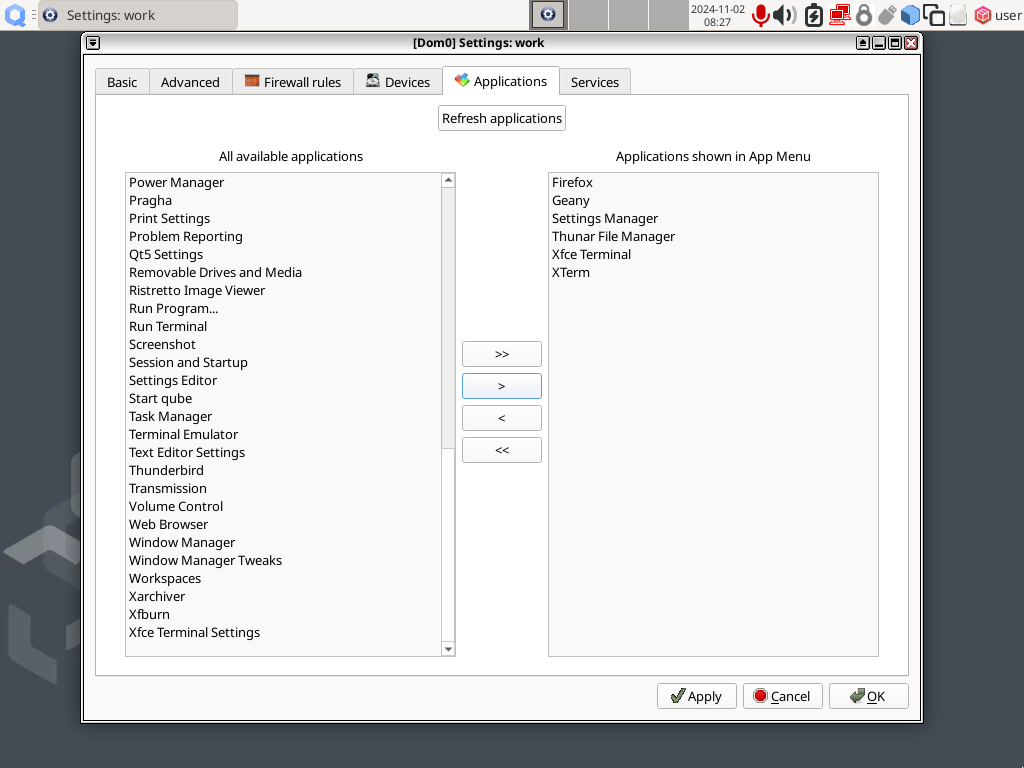 Settings: work
2024-11-02
08:27
user
[Dom0] Settings: work
Basic
Advanced
Firewall rules
Devices
Applications
Services
Refresh applications
All available applications
Power Manager
Pragha
Print Settings
Problem Reporting
Qt5 Settings
Removable Drives and Media
Ristretto Image Viewer
Run Program...
Run Terminal
Screenshot
Session and Startup
Settings Editor
Start qube
Task Manager
Terminal Emulator
Text Editor Settings
Thunderbird
Transmission
Volume Control
Web Browser
Window Manager
Window Manager Tweaks
Workspaces
Xarchiver
Xfburn
Xfce Terminal Settings
>>
>
<
<<
Applications shown in App Menu
Firefox
Geany
Settings Manager
Thunar File Manager
Xfce Terminal
XTerm
Apply
Cancel
OK